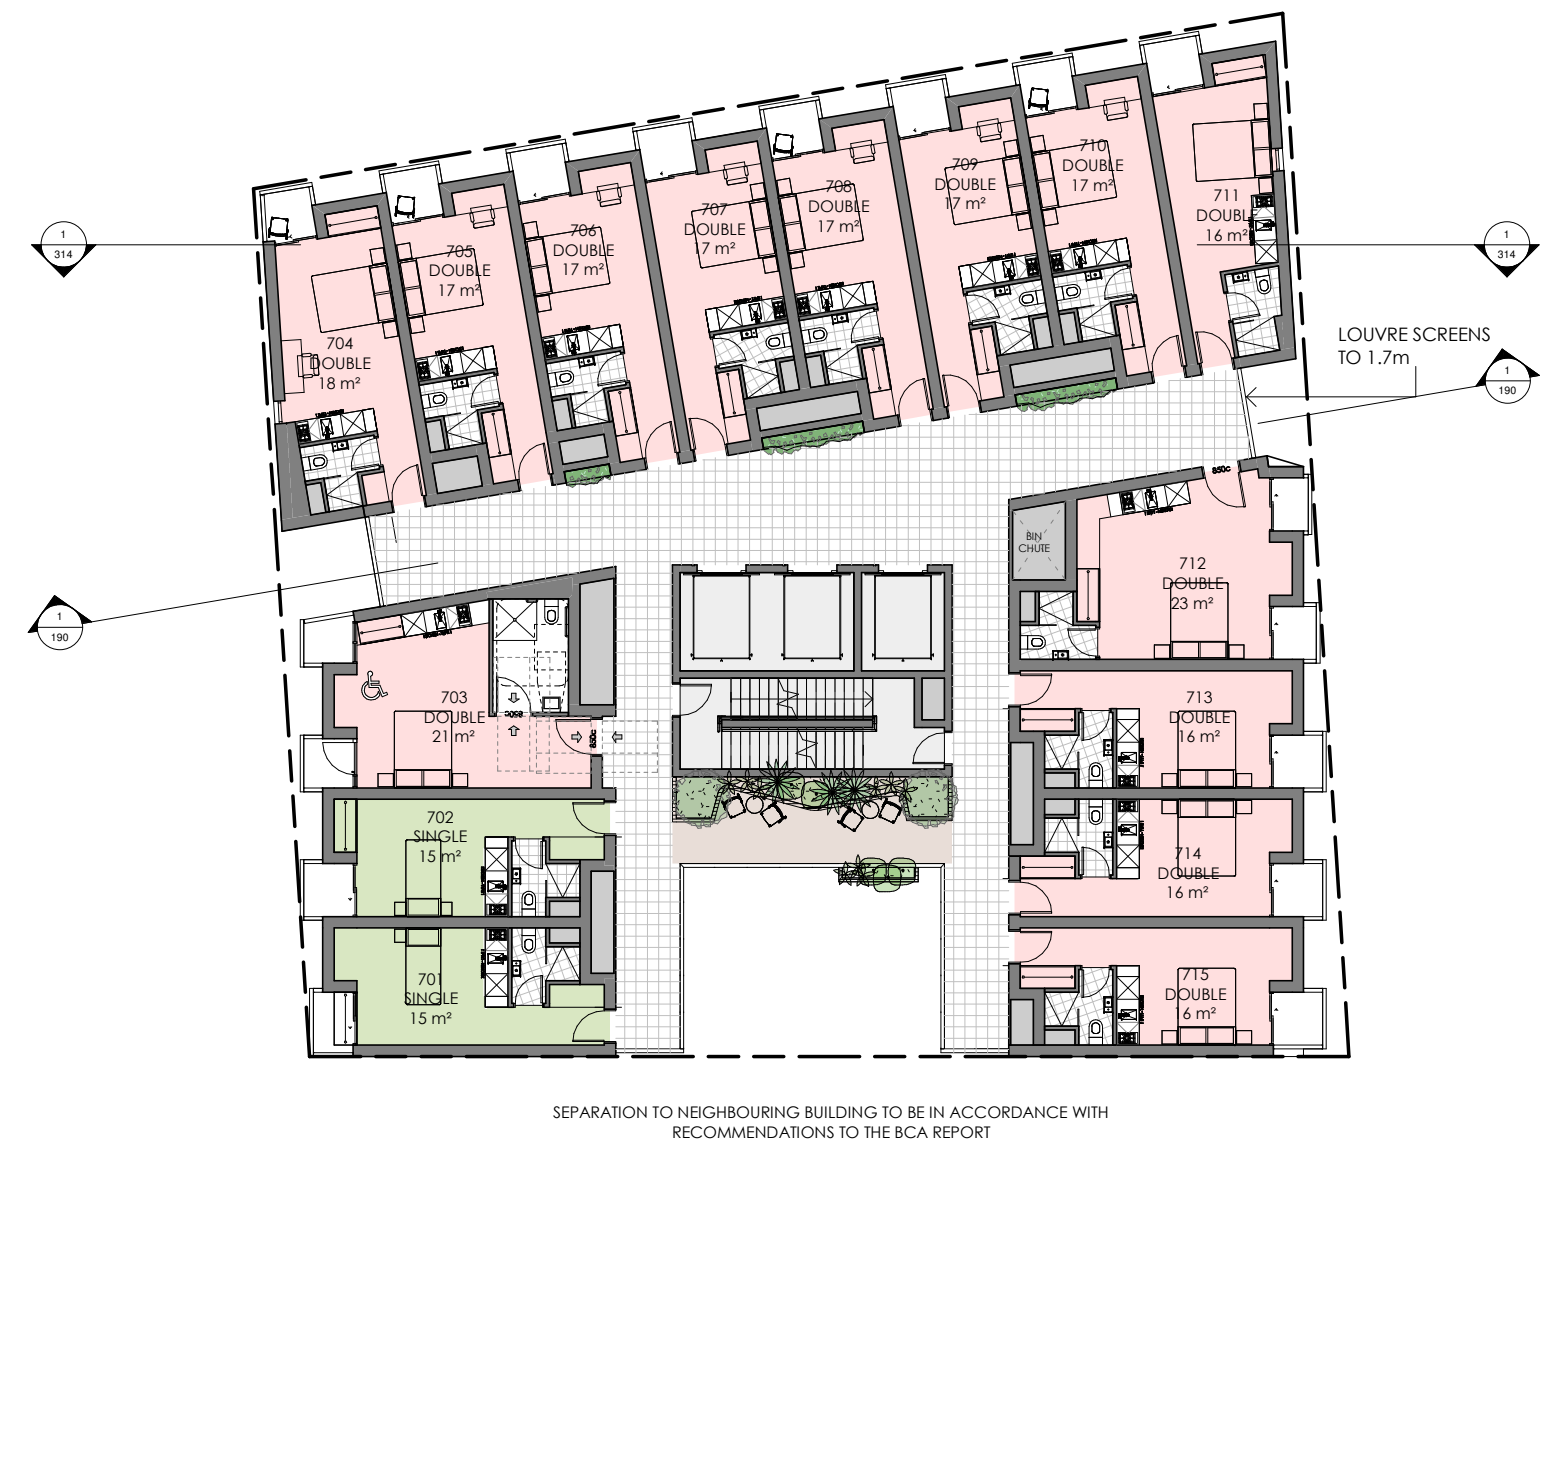 710
DOUBLE
17 m²
709
DOUBLE
17 m²
711
DOUBLE
16 m²
708
DOUBLE
17 m²
707
DOUBLE
17 m²
706
DOUBLE
17 m²
705
DOUBLE
17 m²
704
DOUBLE
18 m²
1
314
1
314
LOUVRE SCREENS
TO 1.7m
1
190
1
190
850c
BIN
CHUTE
712
DOUBLE
23 m²
703
DOUBLE
21 m²
850c
850c
713
DOUBLE
16 m²
702
SINGLE
15 m²
714
DOUBLE
16 m²
701
SINGLE
15 m²
715
DOUBLE
16 m²
SEPARATION TO NEIGHBOURING BUILDING TO BE IN ACCORDANCE WITH
RECOMMENDATIONS TO THE BCA REPORT